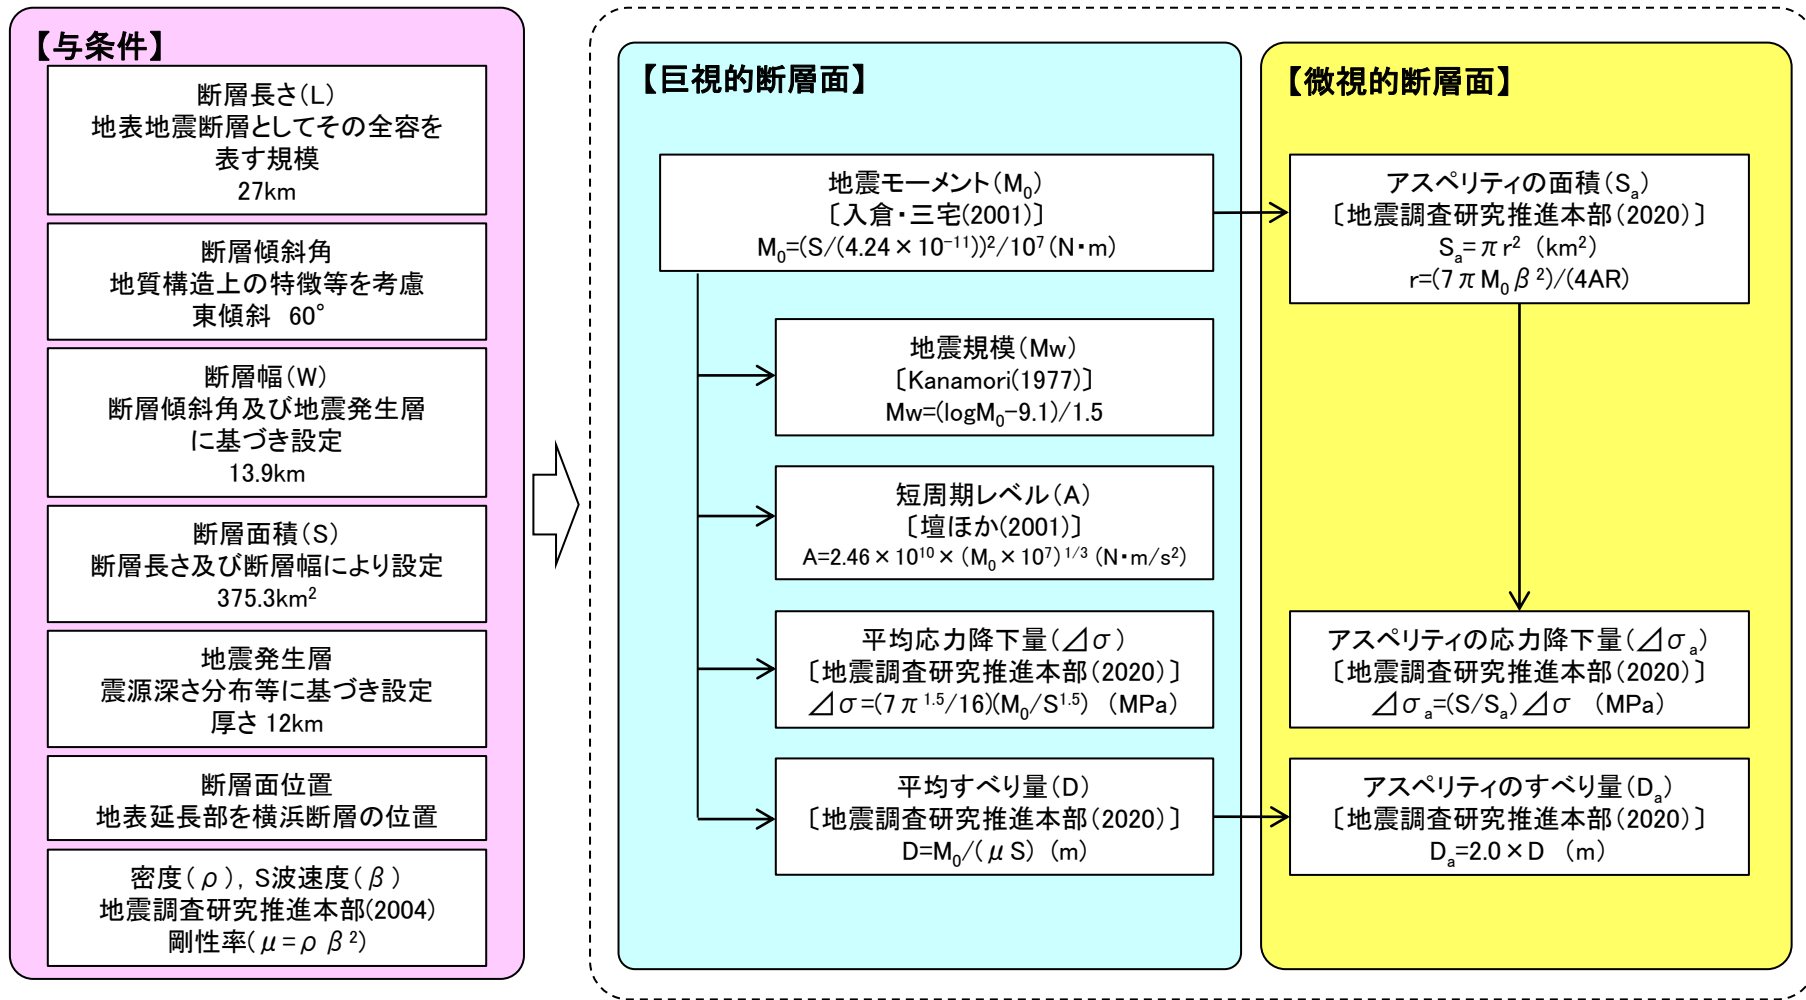 【与条件】
断層長さ(L)
地表地震断層としてその全容を
表す規模
27km
断層傾斜角
地質構造上の特徴等を考慮
東傾斜 60°
断層幅(W)
断層傾斜角及び地震発生層
に基づき設定
13.9km
断層面積(S)
断層長さ及び断層幅により設定
375.3km²
地震発生層
震源深さ分布等に基づき設定
厚さ 12km
断層面位置
地表延長部を横浜断層の位置
密度(ρ), S波速度(β)
地震調査研究推進本部(2004)
剛性率(μ=ρβ²)
【巨視的断層面】
地震モーメント(M₀)
〔入倉・三宅(2001)〕
M₀=(S/(4.24×10⁻¹¹))²/10⁷(N・m)
地震規模(Mw)
〔Kanamori(1977)〕
Mw=(logM₀-9.1)/1.5
短周期レベル(A)
〔壇ほか(2001)〕
A=2.46×10¹⁰×(M₀×10⁷)¹/³(N・m/s²)
平均応力降下量(⊿σ)
〔地震調査研究推進本部(2020)〕
⊿σ=(7π¹·⁵/16)(M₀/S¹·⁵) (MPa)
平均すべり量(D)
〔地震調査研究推進本部(2020)〕
D=M₀/(μS) (m)
【微視的断層面】
アスペリティの面積(Sₐ)
〔地震調査研究推進本部(2020)〕
Sₐ=πr² (km²)
r=(7πM₀β²)/(4AR)
アスペリティの応力降下量(⊿σₐ)
〔地震調査研究推進本部(2020)〕
⊿σₐ=(S/Sₐ)⊿σ (MPa)
アスペリティのすべり量(Dₐ)
〔地震調査研究推進本部(2020)〕
Dₐ=2.0×D (m)